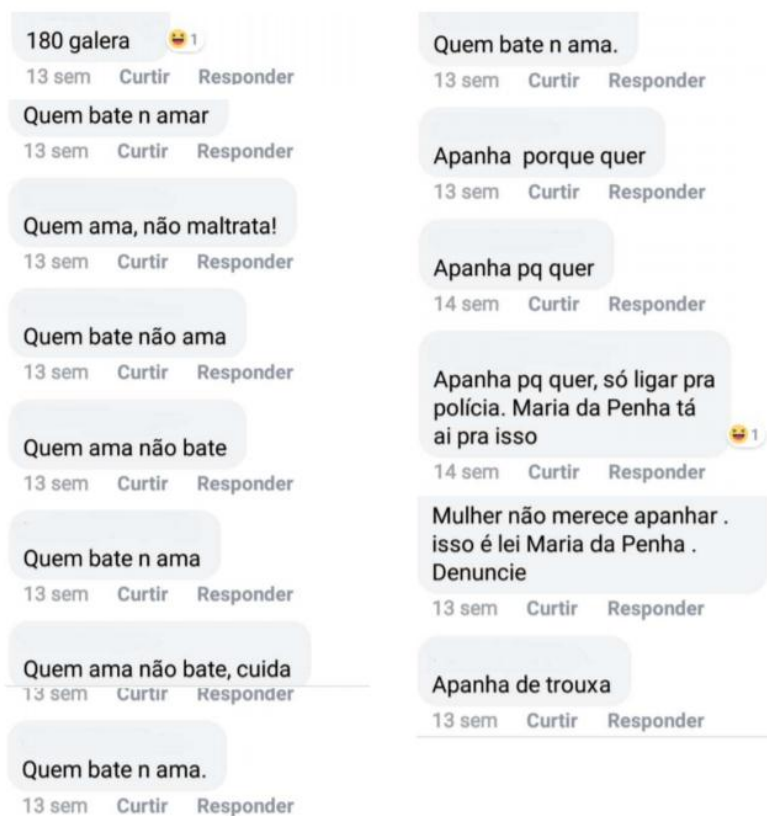 180 galera
1
13 sem Curtir Responder
Quem bate n amar
13 sem Curtir Responder
Quem ama, não maltrata!
13 sem Curtir Responder
Quem bate não ama
13 sem Curtir Responder
Quem ama não bate
13 sem Curtir Responder
Quem bate n ama
13 sem Curtir Responder
Quem ama não bate, cuida
13 sem Curtir Responder
Quem bate n ama.
13 sem Curtir Responder
Quem bate n ama.
13 sem Curtir Responder
Apanha porque quer
13 sem Curtir Responder
Apanha pq quer
14 sem Curtir Responder
Apanha pq quer, só ligar pra
polícia. Maria da Penha tá
ai pra isso
1
14 sem Curtir Responder
Mulher não merece apanhar .
isso é lei Maria da Penha .
Denuncie
13 sem Curtir Responder
Apanha de trouxa
13 sem Curtir Responder